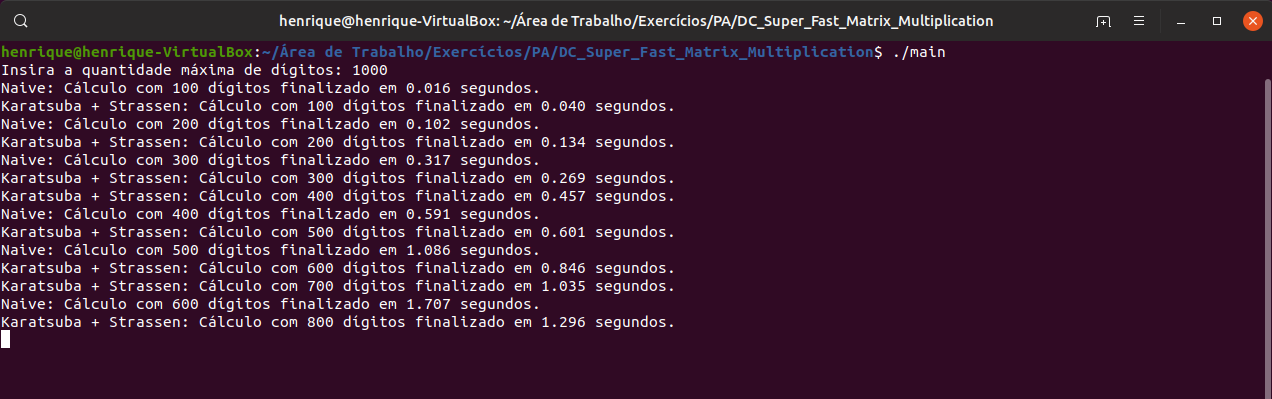 henrique@henrique-VirtualBox: ~/Área de Trabalho/Exercícios/PA/DC_Super_Fast_Matrix_Multiplication
henrique@henrique-VirtualBox:~/Área de Trabalho/Exercícios/PA/DC_Super_Fast_Matrix_Multiplication$ ./main
Insira a quantidade máxima de dígitos: 1000
Naive: Cálculo com 100 dígitos finalizado em 0.016 segundos.
Karatsuba + Strassen: Cálculo com 100 dígitos finalizado em 0.040 segundos.
Naive: Cálculo com 200 dígitos finalizado em 0.102 segundos.
Karatsuba + Strassen: Cálculo com 200 dígitos finalizado em 0.134 segundos.
Naive: Cálculo com 300 dígitos finalizado em 0.317 segundos.
Karatsuba + Strassen: Cálculo com 300 dígitos finalizado em 0.269 segundos.
Karatsuba + Strassen: Cálculo com 400 dígitos finalizado em 0.457 segundos.
Naive: Cálculo com 400 dígitos finalizado em 0.591 segundos.
Karatsuba + Strassen: Cálculo com 500 dígitos finalizado em 0.601 segundos.
Naive: Cálculo com 500 dígitos finalizado em 1.086 segundos.
Karatsuba + Strassen: Cálculo com 600 dígitos finalizado em 0.846 segundos.
Karatsuba + Strassen: Cálculo com 700 dígitos finalizado em 1.035 segundos.
Naive: Cálculo com 600 dígitos finalizado em 1.707 segundos.
Karatsuba + Strassen: Cálculo com 800 dígitos finalizado em 1.296 segundos.